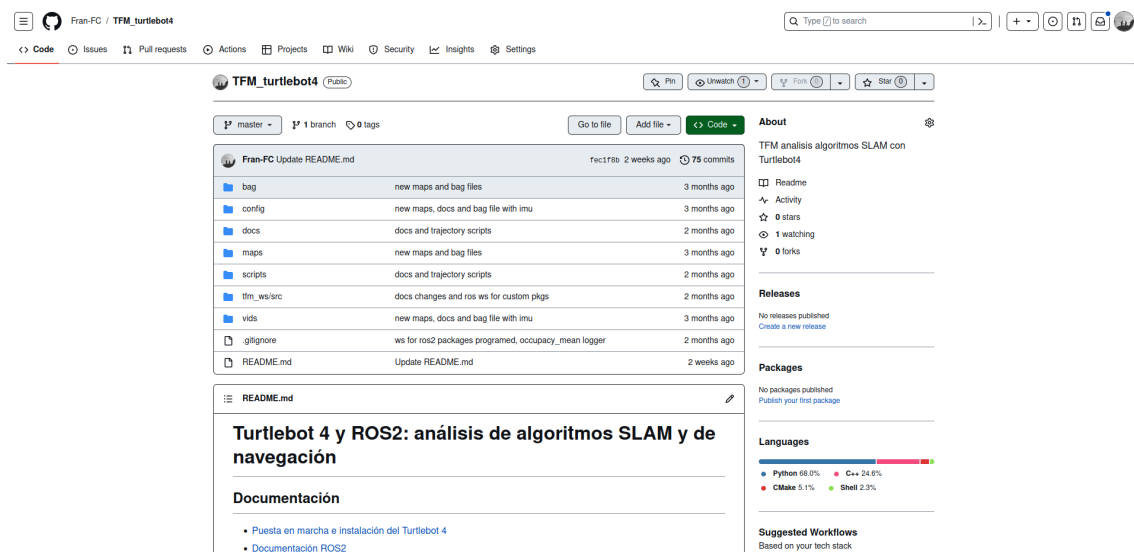 Fran-FC / TFM_turtlebot4
Type / to search
Code Issues Pull requests Actions Projects Wiki Security Insights Settings
TFM_turtlebot4 Public
Pin Unwatch 1 Fork 0 Star 0
master 1 branch 0 tags Go to file Add file Code
Fran-FC Update README.md fec1f8b 2 weeks ago 75 commits
bag new maps and bag files 3 months ago
config new maps, docs and bag file with imu 3 months ago
docs docs and trajectory scripts 2 months ago
maps new maps and bag files 3 months ago
scripts docs and trajectory scripts 2 months ago
tfm_ws/src docs changes and ros ws for custom pkgs 2 months ago
vids new maps, docs and bag file with imu 3 months ago
.gitignore ws for ros2 packages programed, occupacy_mean logger 2 months ago
README.md Update README.md 2 weeks ago
README.md
Turtlebot 4 y ROS2: análisis de algoritmos SLAM y de
navegación
Documentación
• Puesta en marcha e instalación del Turtlebot 4
• Documentación ROS2
About
TFM analisis algoritmos SLAM con
Turtlebot4
Readme
Activity
0 stars
1 watching
0 forks
Releases
No releases published
Create a new release
Packages
No packages published
Publish your first package
Languages
Python 68.0% C++ 24.6%
CMake 5.1% Shell 2.3%
Suggested Workflows
Based on your tech stack